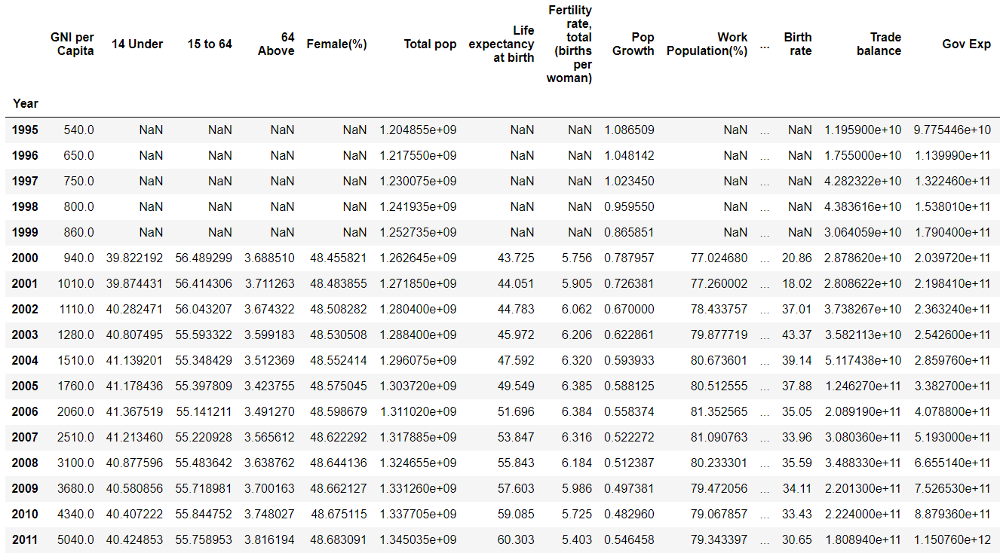 GNI per Capita 14 Under 15 to 64 64 Above Female(%) Total pop Life expectancy at birth Fertility rate, total (births per woman) Pop Growth Work Population(%) ... Birth rate Trade balance Gov Exp
Year
1995 540.0 NaN NaN NaN NaN 1.204855e+09 NaN NaN 1.086509 NaN ... NaN 1.195900e+10 9.775446e+10
1996 650.0 NaN NaN NaN NaN 1.217550e+09 NaN NaN 1.048142 NaN ... NaN 1.755000e+10 1.139990e+11
1997 750.0 NaN NaN NaN NaN 1.230075e+09 NaN NaN 1.023450 NaN ... NaN 4.282322e+10 1.322460e+11
1998 800.0 NaN NaN NaN NaN 1.241935e+09 NaN NaN 0.959550 NaN ... NaN 4.383616e+10 1.538010e+11
1999 860.0 NaN NaN NaN NaN 1.252735e+09 NaN NaN 0.865851 NaN ... NaN 3.064059e+10 1.790400e+11
2000 940.0 39.822192 56.489299 3.688510 48.455821 1.262645e+09 43.725 5.756 0.787957 77.024680 ... 20.86 2.878620e+10 2.039720e+11
2001 1010.0 39.874431 56.414306 3.711263 48.483855 1.271850e+09 44.051 5.905 0.726381 77.260002 ... 18.02 2.808622e+10 2.198410e+11
2002 1110.0 40.282471 56.043207 3.674322 48.508282 1.280400e+09 44.783 6.062 0.670000 78.433757 ... 37.01 3.738267e+10 2.363240e+11
2003 1280.0 40.807495 55.593322 3.599183 48.530508 1.288400e+09 45.972 6.206 0.622861 79.877719 ... 43.37 3.582113e+10 2.542600e+11
2004 1510.0 41.139201 55.348429 3.512369 48.552414 1.296075e+09 47.592 6.320 0.593933 80.673601 ... 39.14 5.117438e+10 2.859760e+11
2005 1760.0 41.178436 55.397809 3.423755 48.575045 1.303720e+09 49.549 6.385 0.588125 80.512555 ... 37.88 1.246270e+11 3.382700e+11
2006 2060.0 41.367519 55.141211 3.491270 48.598679 1.311020e+09 51.696 6.384 0.558374 81.352565 ... 35.05 2.089190e+11 4.078800e+11
2007 2510.0 41.213460 55.220928 3.565612 48.622292 1.317885e+09 53.847 6.316 0.522272 81.090763 ... 33.96 3.080360e+11 5.193000e+11
2008 3100.0 40.877596 55.483642 3.638762 48.644136 1.324655e+09 55.843 6.184 0.512387 80.233301 ... 35.59 3.488330e+11 6.655140e+11
2009 3680.0 40.580856 55.718981 3.700163 48.662127 1.331260e+09 57.603 5.986 0.497381 79.472056 ... 34.11 2.201300e+11 7.526530e+11
2010 4340.0 40.407222 55.844752 3.748027 48.675115 1.337705e+09 59.085 5.725 0.482960 79.067857 ... 33.43 2.224000e+11 8.879360e+11
2011 5040.0 40.424853 55.758953 3.816194 48.683091 1.345035e+09 60.303 5.403 0.546458 79.343397 ... 30.65 1.808940e+11 1.150760e+12